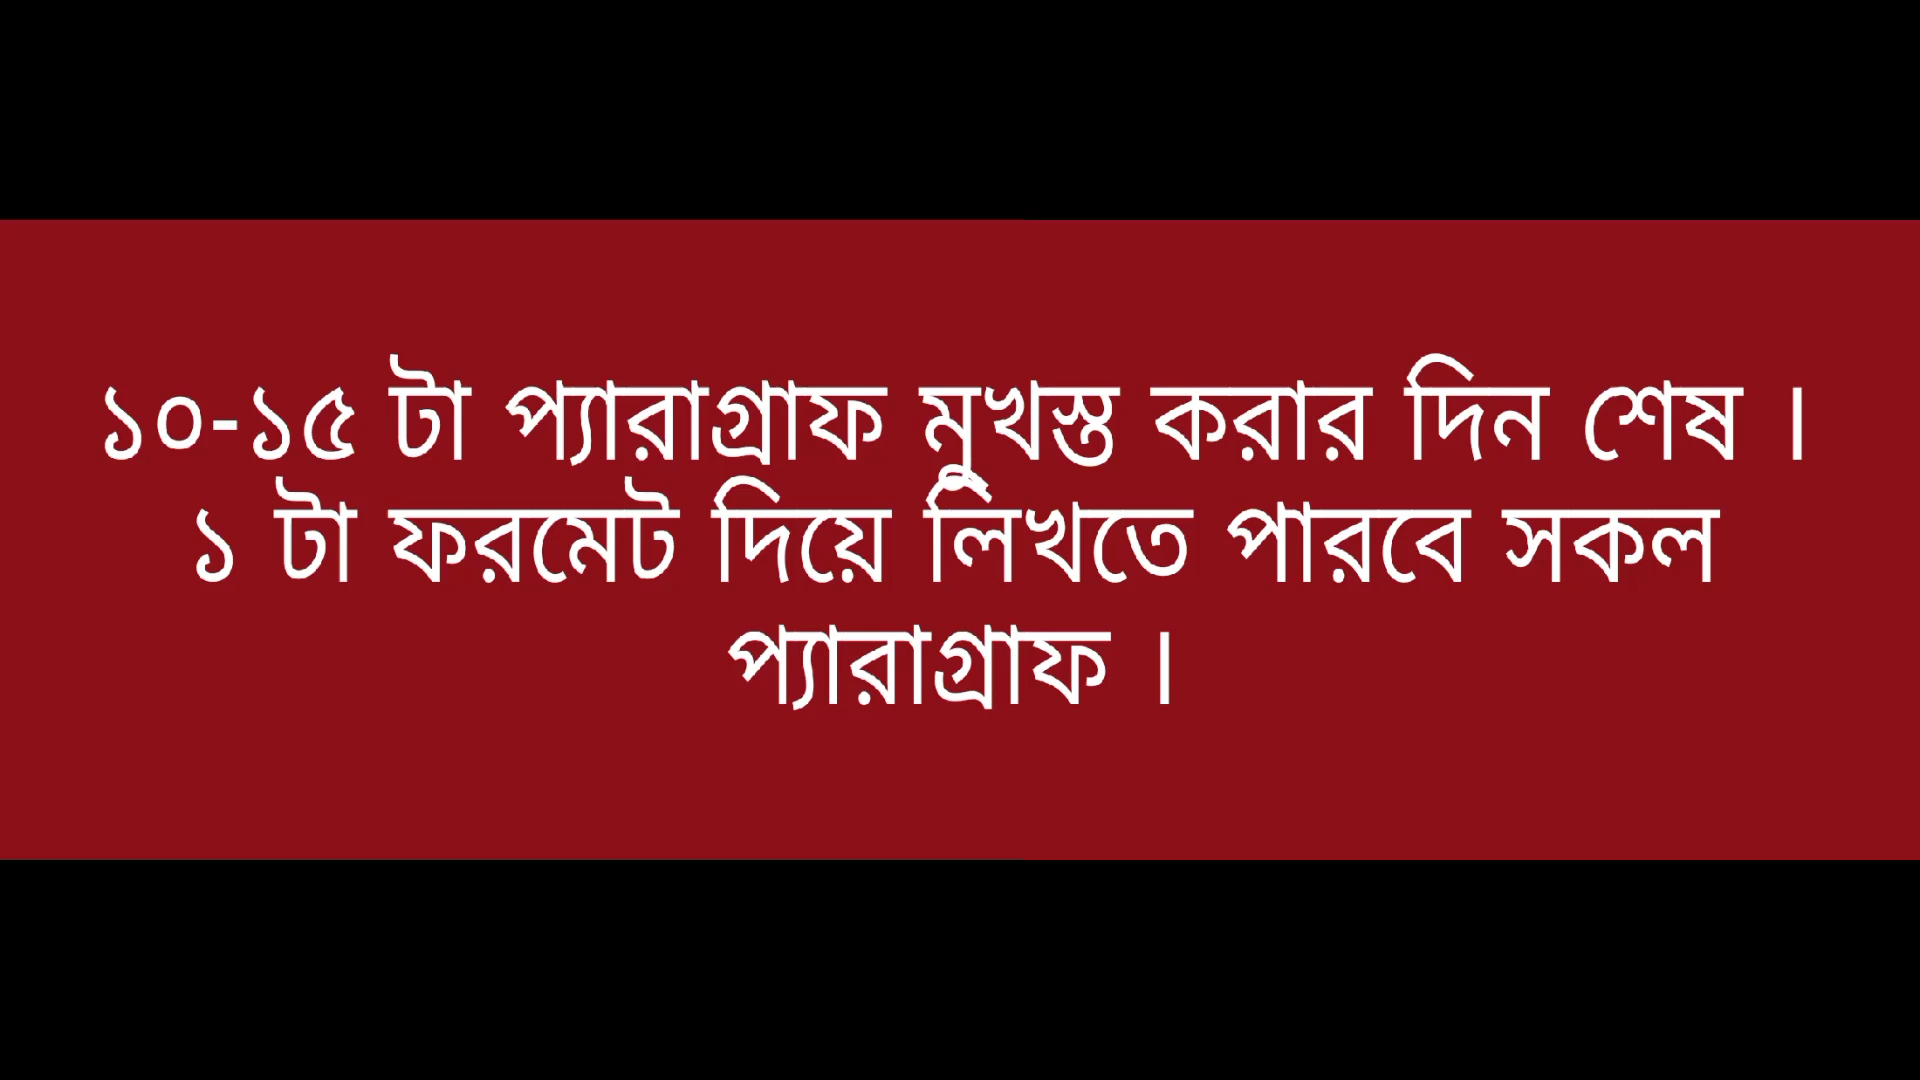 ১০-১৫ টা প্যারাগ্রাফ মুখস্ত করার দিন শেষ ।
১ টা ফরমেট দিয়ে লিখতে পারবে সকল
প্যারাগ্রাফ ।